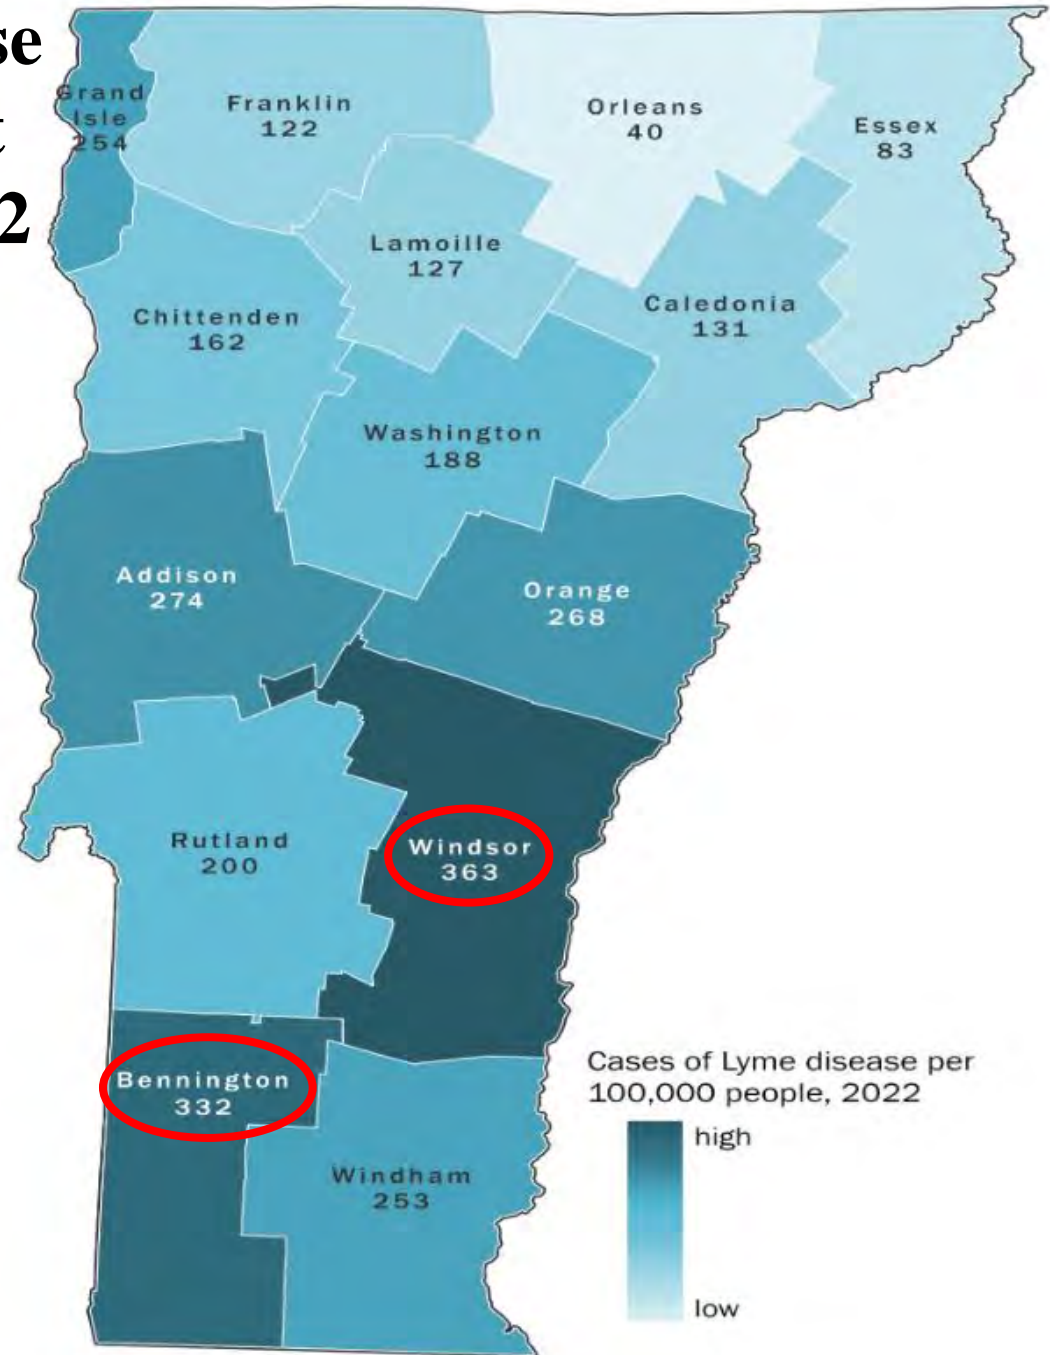 se
t
2
Grand
Isle
254
Franklin
122
Orleans
40
Essex
83
Lamoille
127
Chittenden
162
Caledonia
131
Washington
188
Addison
274
Orange
268
Rutland
200
Windsor
363
Bennington
332
Windham
253
Cases of Lyme disease per
100,000 people, 2022
high
low